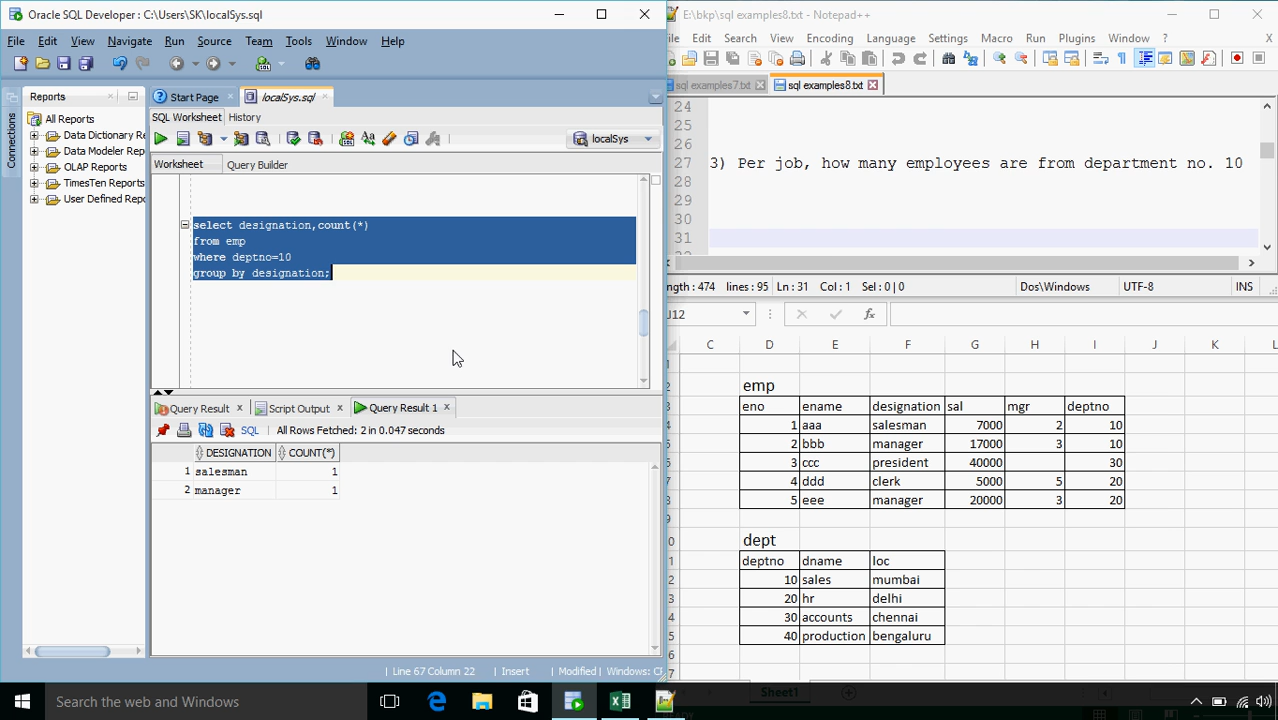 Oracle SQL Developer : C:\Users\SK\localSys.sql
File Edit View Navigate Run Source Team Tools Window Help
Reports
Start Page
localSys.sql
Connections
All Reports
Data Dictionary Re
Data Modeler Rep
OLAP Reports
TimesTen Reports
User Defined Repo
SQL Worksheet History
localSys
Worksheet Query Builder
select designation,count(*)
from emp
where deptno=10
group by designation;
Query Result Script Output Query Result 1
SQL All Rows Fetched: 2 in 0.047 seconds
DESIGNATION COUNT(*)
1 salesman 1
2 manager 1
Line 67 Column 22 Insert Modified Windows: CF
E:\bkp\sql examples8.txt - Notepad++
Edit Search View Encoding Language Settings Macro Run Plugins Window ? X
sql examples7.txt sql examples8.txt
24
25
26
27 3) Per job, how many employees are from department no. 10
28
29
30
31
ngth : 474 lines : 95 Ln : 31 Col : 1 Sel : 0 | 0 Dos\Windows UTF-8 INS
J12
C D E F G H I J K L
emp
eno ename designation sal mgr deptno
1 aaa salesman 7000 2 10
2 bbb manager 17000 3 10
3 ccc president 40000 30
4 ddd clerk 5000 5 20
5 eee manager 20000 3 20
dept
deptno dname loc
10 sales mumbai
20 hr delhi
30 accounts chennai
40 production bengaluru
Sheet1
Search the web and Windows